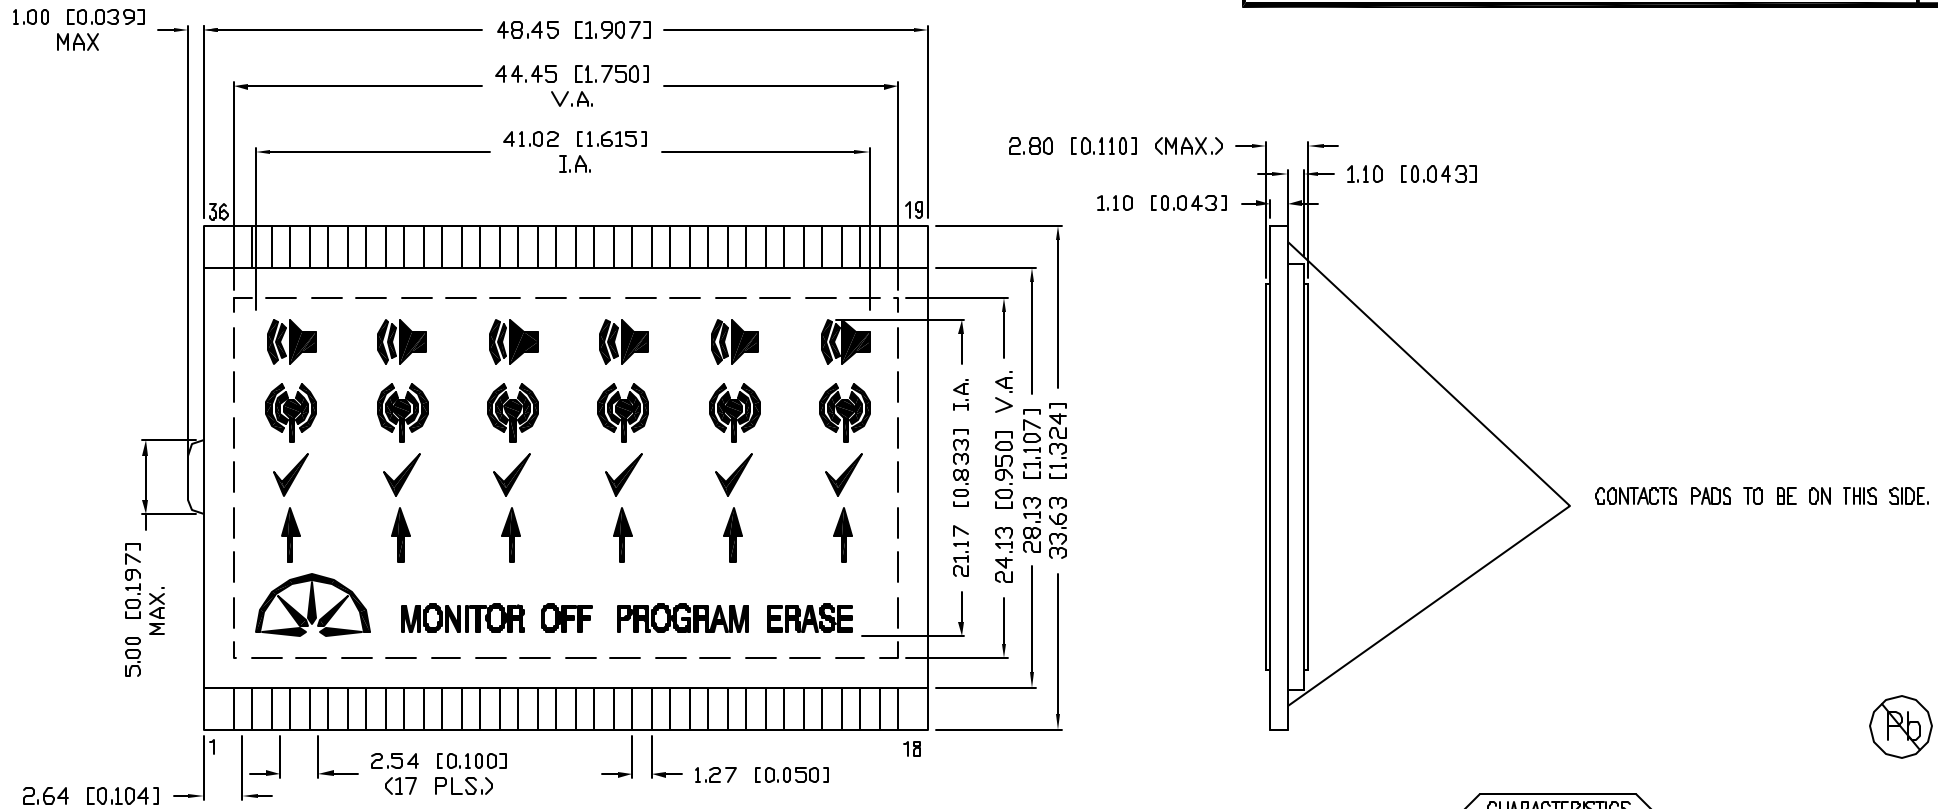 1.00 [0.039]
MAX
48.45 [1.907]
44.45 [1.750]
V.A.
41.02 [1.615]
I.A.
2.80 [0.110] (MAX.)
1.10 [0.043]
1.10 [0.043]
36
19
21.17 [0.833] I.A.
24.13 [0.950] V.A.
28.13 [1.107]
33.63 [1.324]
CONTACTS PADS TO BE ON THIS SIDE.
5.00 [0.197]
MAX.
MONITOR OFF PROGRAM ERASE
Pb
1
18
2.54 [0.100]
(17 PLS.)
1.27 [0.050]
2.64 [0.104]
CHARACTERISTICS